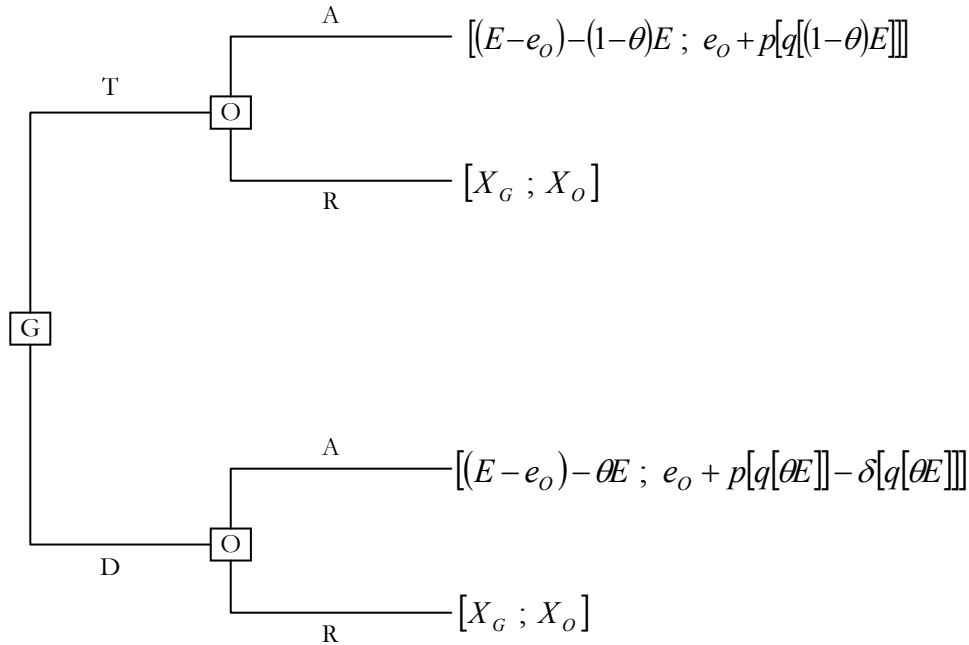 A
[(E−e_O)−(1−θ)E ; e_O + p[q[(1−θ)E]]]
T
O
R
[X_G ; X_O]
G
A
[(E−e_O)−θE ; e_O + p[q[θE]]−δ[q[θE]]]
O
D
R
[X_G ; X_O]